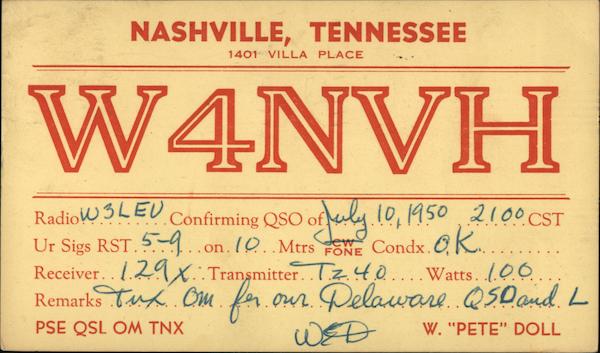 NASHVILLE, TENNESSEE
1401 VILLA PLACE
W4NVH
Radio W3LEV Confirming QSO of July 10, 1950 2100 CST
Ur Sigs RST 5-9 on 10 Mtrs CW FONE Condx O.K.
Receiver 129X Transmitter Tz40 Watts 100
Remarks Tnx Om for our Delaware QSO and L
PSE QSL OM TNX WED W. "PETE" DOLL